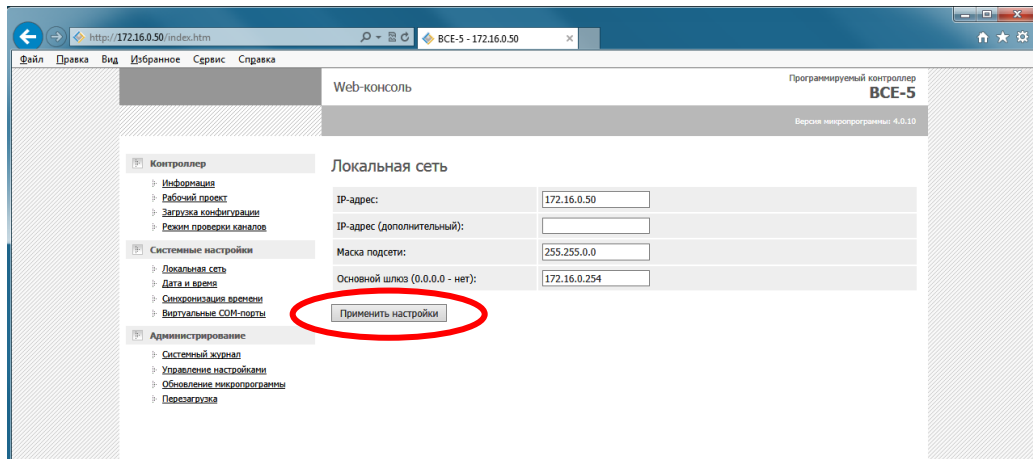 http://172.16.0.50/index.htm
BCE-5 - 172.16.0.50
Файл Правка Вид Избранное Сервис Справка
Web-консоль
Программируемый контроллер
BCE-5
Версия микропрограммы: 4.0.10
Контроллер
Информация
Рабочий проект
Загрузка конфигурации
Режим проверки каналов
Системные настройки
Локальная сеть
Дата и время
Синхронизация времени
Виртуальные COM-порты
Администрирование
Системный журнал
Управление настройками
Обновление микропрограммы
Перезагрузка
Локальная сеть
IP-адрес: 172.16.0.50
IP-адрес (дополнительный):
Маска подсети: 255.255.0.0
Основной шлюз (0.0.0.0 - нет): 172.16.0.254
Применить настройки